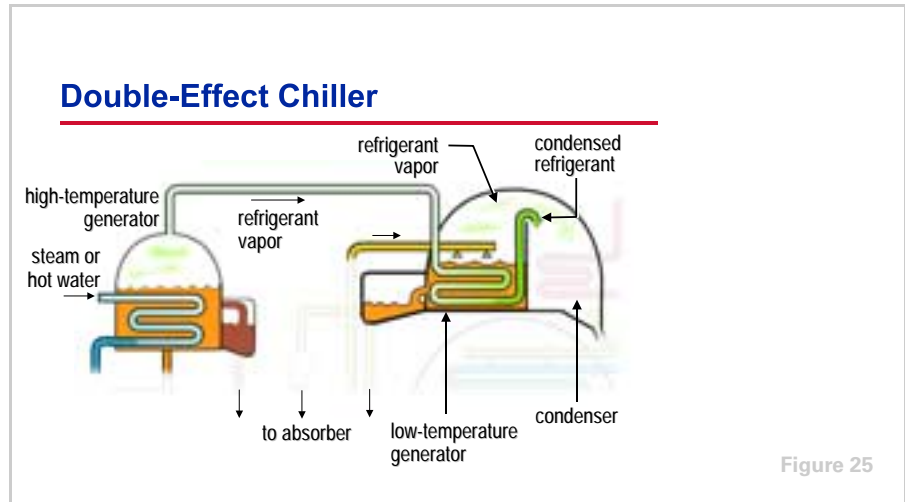 Double-Effect Chiller
refrigerant
vapor
condensed
refrigerant
high-temperature
generator
refrigerant
vapor
steam or
hot water
to absorber
low-temperature
generator
condenser
Figure 25